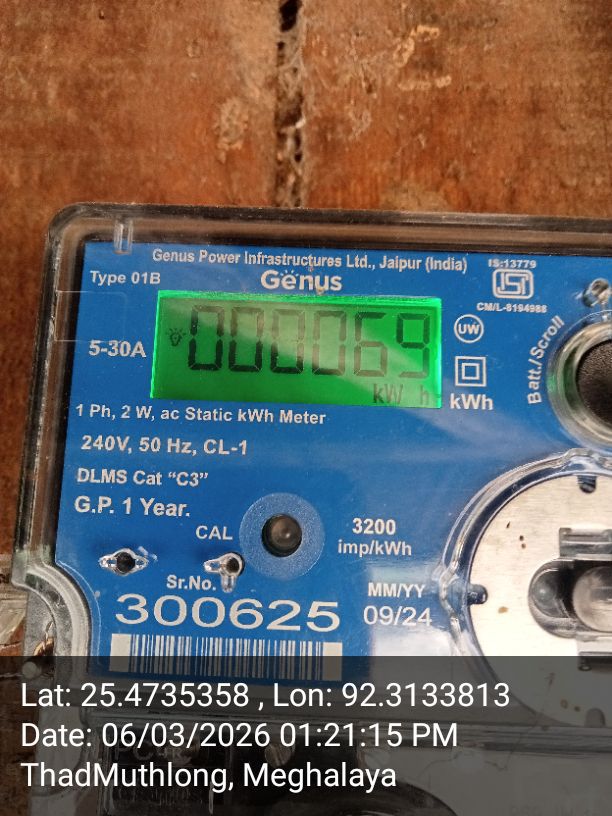 Genus Power Infrastructures Ltd., Jaipur (India)
IS:13779
Type 01B
Genus
ISI
CM/L-8194988
000069
UW
5-30A
kW h
kWh
Batt./Scroll
1 Ph, 2 W, ac Static kWh Meter
240V, 50 Hz, CL-1
DLMS Cat “C3”
G.P. 1 Year.
CAL
3200
imp/kWh
Sr.No.
MM/YY
300625
09/24
Lat: 25.4735358 , Lon: 92.3133813
Date: 06/03/2026 01:21:15 PM
ThadMuthlong, Meghalaya